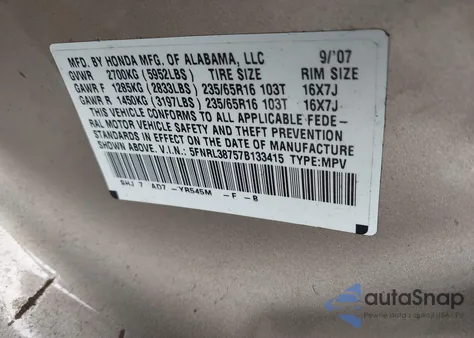 MFD. BY HONDA MFG. OF ALABAMA, LLC 9/'07
GVWR 2700KG (5952LBS) TIRE SIZE RIM SIZE
GAWR F 1285KG (2833LBS) 235/65R16 103T 16X7J
GAWR R 1450KG (3197LBS) 235/65R16 103T 16X7J
THIS VEHICLE CONFORMS TO ALL APPLICABLE FEDE-
RAL MOTOR VEHICLE SAFETY AND THEFT PREVENTION
STANDARDS IN EFFECT ON THE DATE OF MANUFACTURE
SHOWN ABOVE. V.I.N.: 5FNRL38757B133415 TYPE:MPV
SHJ 7 AD7 -YR545M -F -B
autoSnap